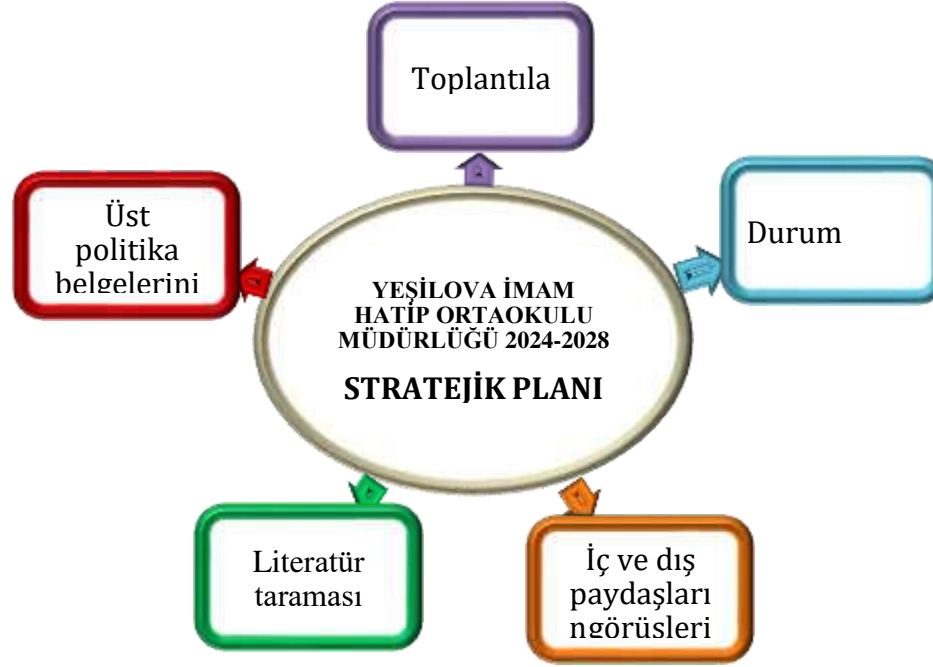 Toplantıla
Üst
politika
belgelerini
Durum
YEŞİLOVA İMAM
HATİP ORTAOKULU
MÜDÜRLÜĞÜ 2024-2028
STRATEJİK PLANI
Literatür
taraması
İç ve dış
paydaşları
ngörüsleri